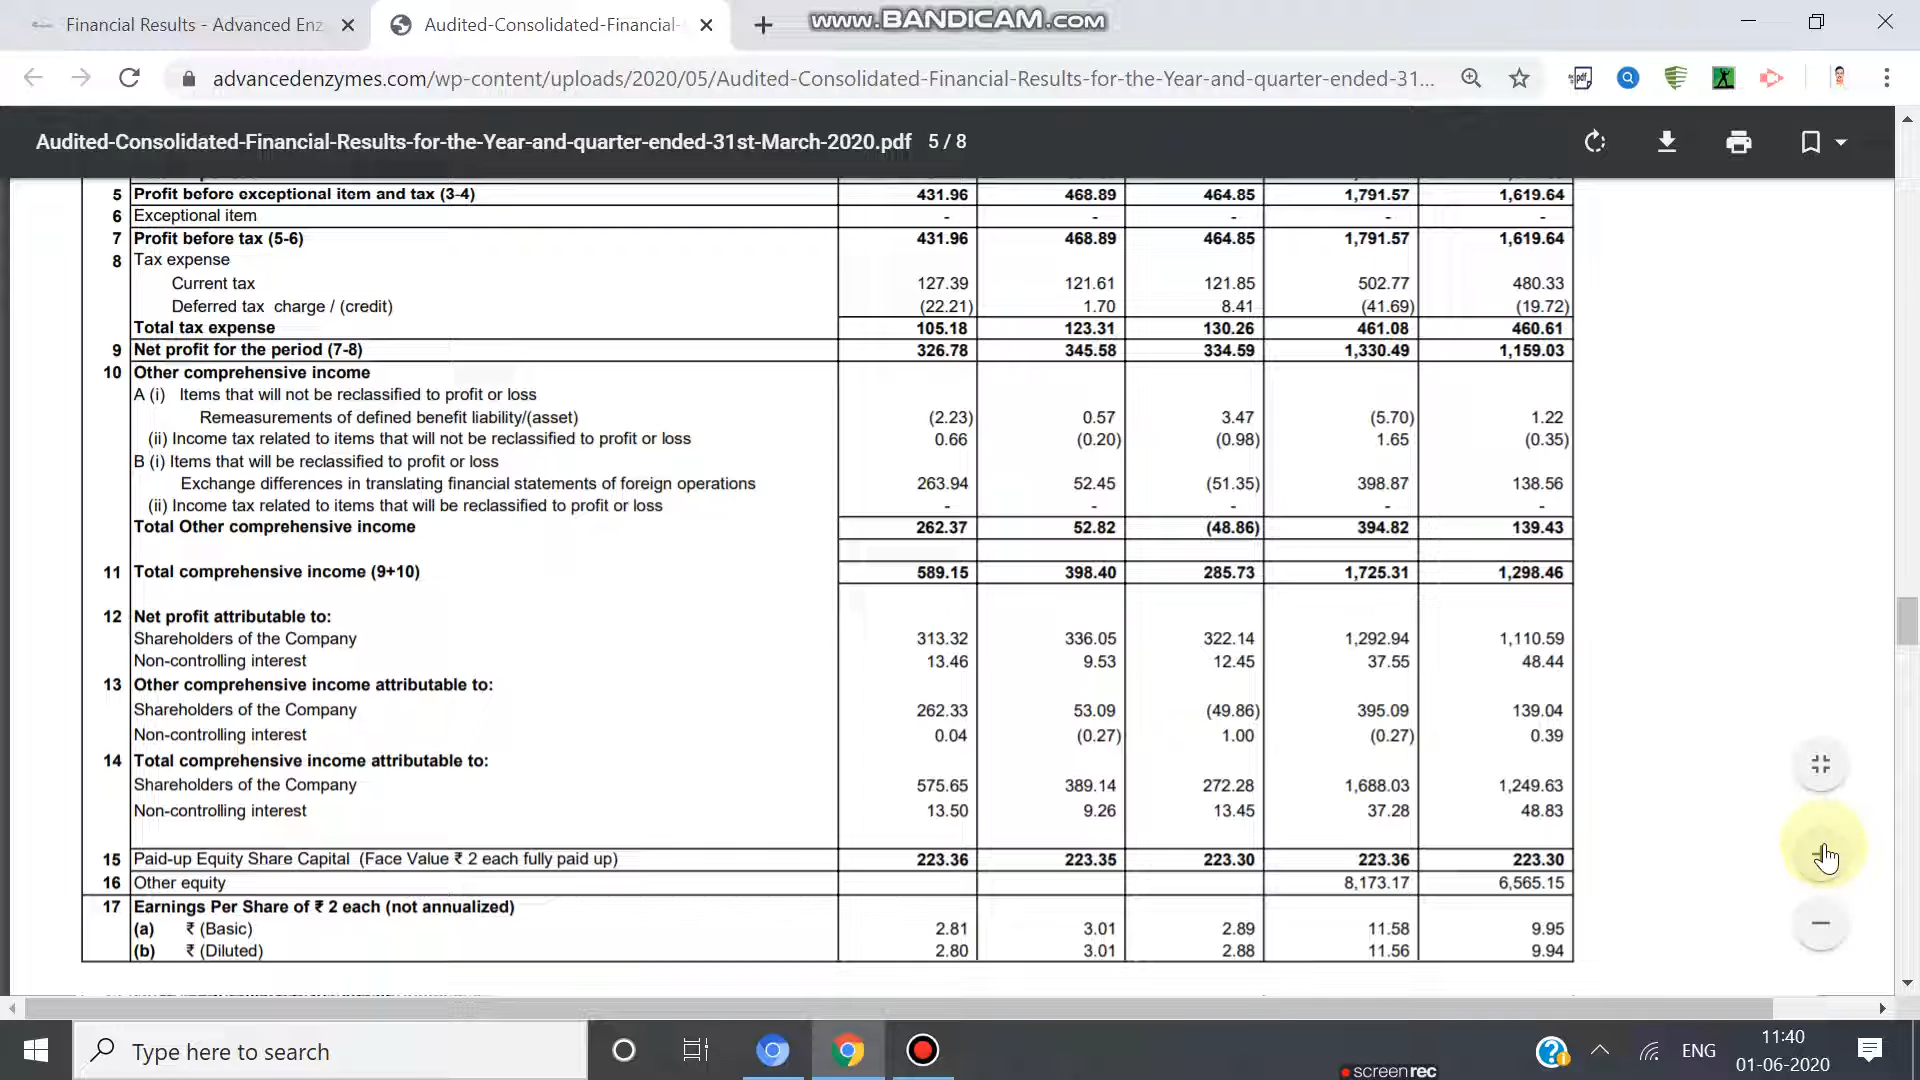 Financial Results - Advanced Enz
Audited-Consolidated-Financial-
www.BANDICAM.com
advancedenzymes.com/wp-content/uploads/2020/05/Audited-Consolidated-Financial-Results-for-the-Year-and-quarter-ended-31...
Audited-Consolidated-Financial-Results-for-the-Year-and-quarter-ended-31st-March-2020.pdf 5 / 8
5 Profit before exceptional item and tax (3-4) 431.96 468.89 464.85 1,791.57 1,619.64
6 Exceptional item - - - - -
7 Profit before tax (5-6) 431.96 468.89 464.85 1,791.57 1,619.64
8 Tax expense
Current tax 127.39 121.61 121.85 502.77 480.33
Deferred tax charge / (credit) (22.21) 1.70 8.41 (41.69) (19.72)
Total tax expense 105.18 123.31 130.26 461.08 460.61
9 Net profit for the period (7-8) 326.78 345.58 334.59 1,330.49 1,159.03
10 Other comprehensive income
A (i) Items that will not be reclassified to profit or loss
Remeasurements of defined benefit liability/(asset) (2.23) 0.57 3.47 (5.70) 1.22
(ii) Income tax related to items that will not be reclassified to profit or loss 0.66 (0.20) (0.98) 1.65 (0.35)
B (i) Items that will be reclassified to profit or loss
Exchange differences in translating financial statements of foreign operations 263.94 52.45 (51.35) 398.87 138.56
(ii) Income tax related to items that will be reclassified to profit or loss - - - - -
Total Other comprehensive income 262.37 52.82 (48.86) 394.82 139.43
11 Total comprehensive income (9+10) 589.15 398.40 285.73 1,725.31 1,298.46
12 Net profit attributable to:
Shareholders of the Company 313.32 336.05 322.14 1,292.94 1,110.59
Non-controlling interest 13.46 9.53 12.45 37.55 48.44
13 Other comprehensive income attributable to:
Shareholders of the Company 262.33 53.09 (49.86) 395.09 139.04
Non-controlling interest 0.04 (0.27) 1.00 (0.27) 0.39
14 Total comprehensive income attributable to:
Shareholders of the Company 575.65 389.14 272.28 1,688.03 1,249.63
Non-controlling interest 13.50 9.26 13.45 37.28 48.83
15 Paid-up Equity Share Capital (Face Value ₹ 2 each fully paid up) 223.36 223.35 223.30 223.36 223.30
16 Other equity 8,173.17 6,565.15
17 Earnings Per Share of ₹ 2 each (not annualized)
(a) ₹ (Basic) 2.81 3.01 2.89 11.58 9.95
(b) ₹ (Diluted) 2.80 3.01 2.88 11.56 9.94
Type here to search
ENG
11:40
01-06-2020
screenrec